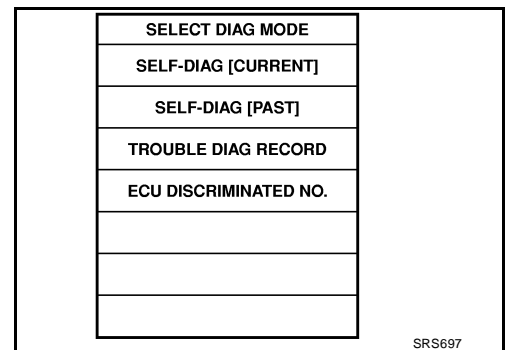 SELECT DIAG MODE
SELF-DIAG [CURRENT]
SELF-DIAG [PAST]
TROUBLE DIAG RECORD
ECU DISCRIMINATED NO.
SRS697